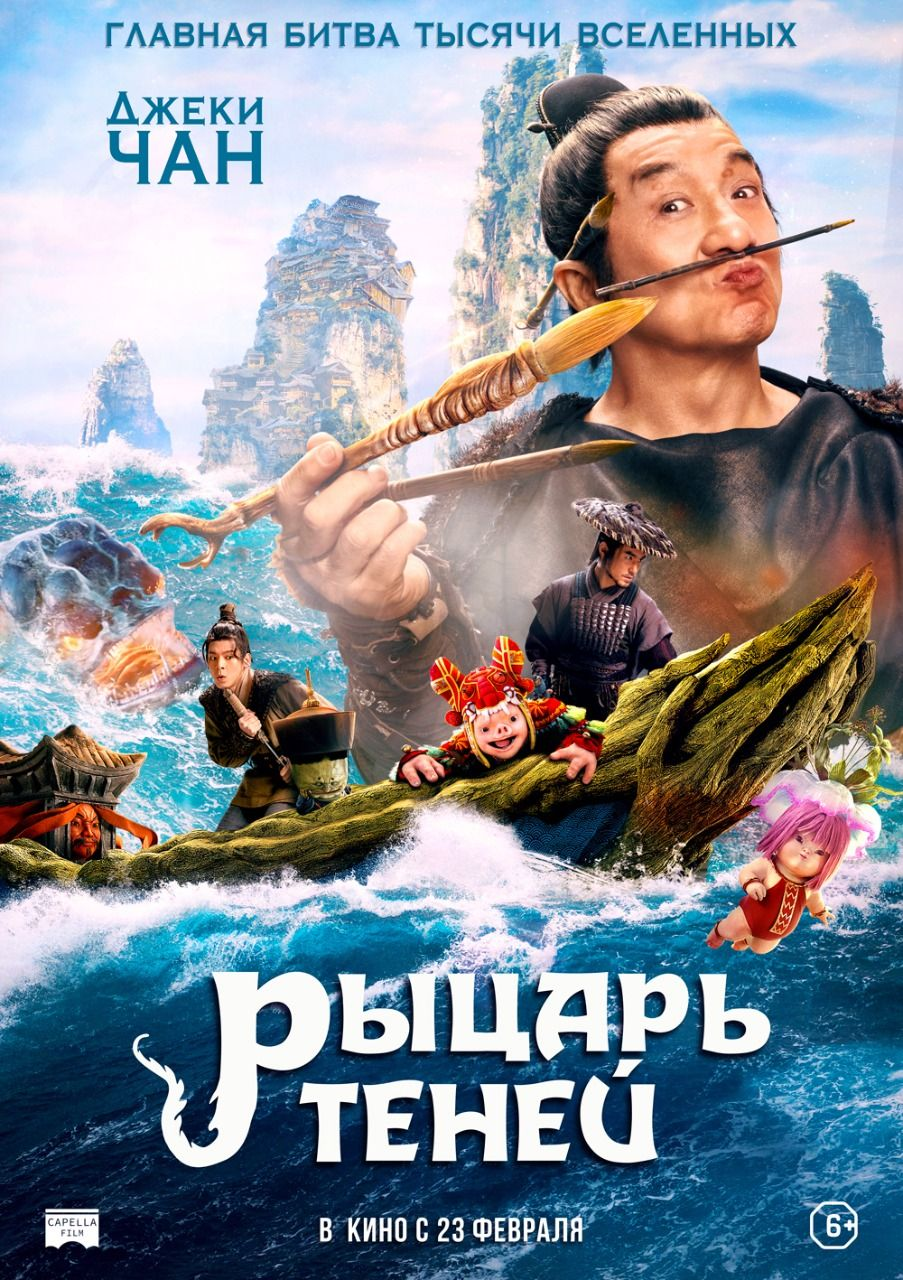 ГЛАВНАЯ БИТВА ТЫСЯЧИ ВСЕЛЕННЫХ
ДЖЕКИ
ЧАН
РЫЦАРЬ
ТЕНЕЙ
В КИНО С 23 ФЕВРАЛЯ
CAPELLA
FILM
6+